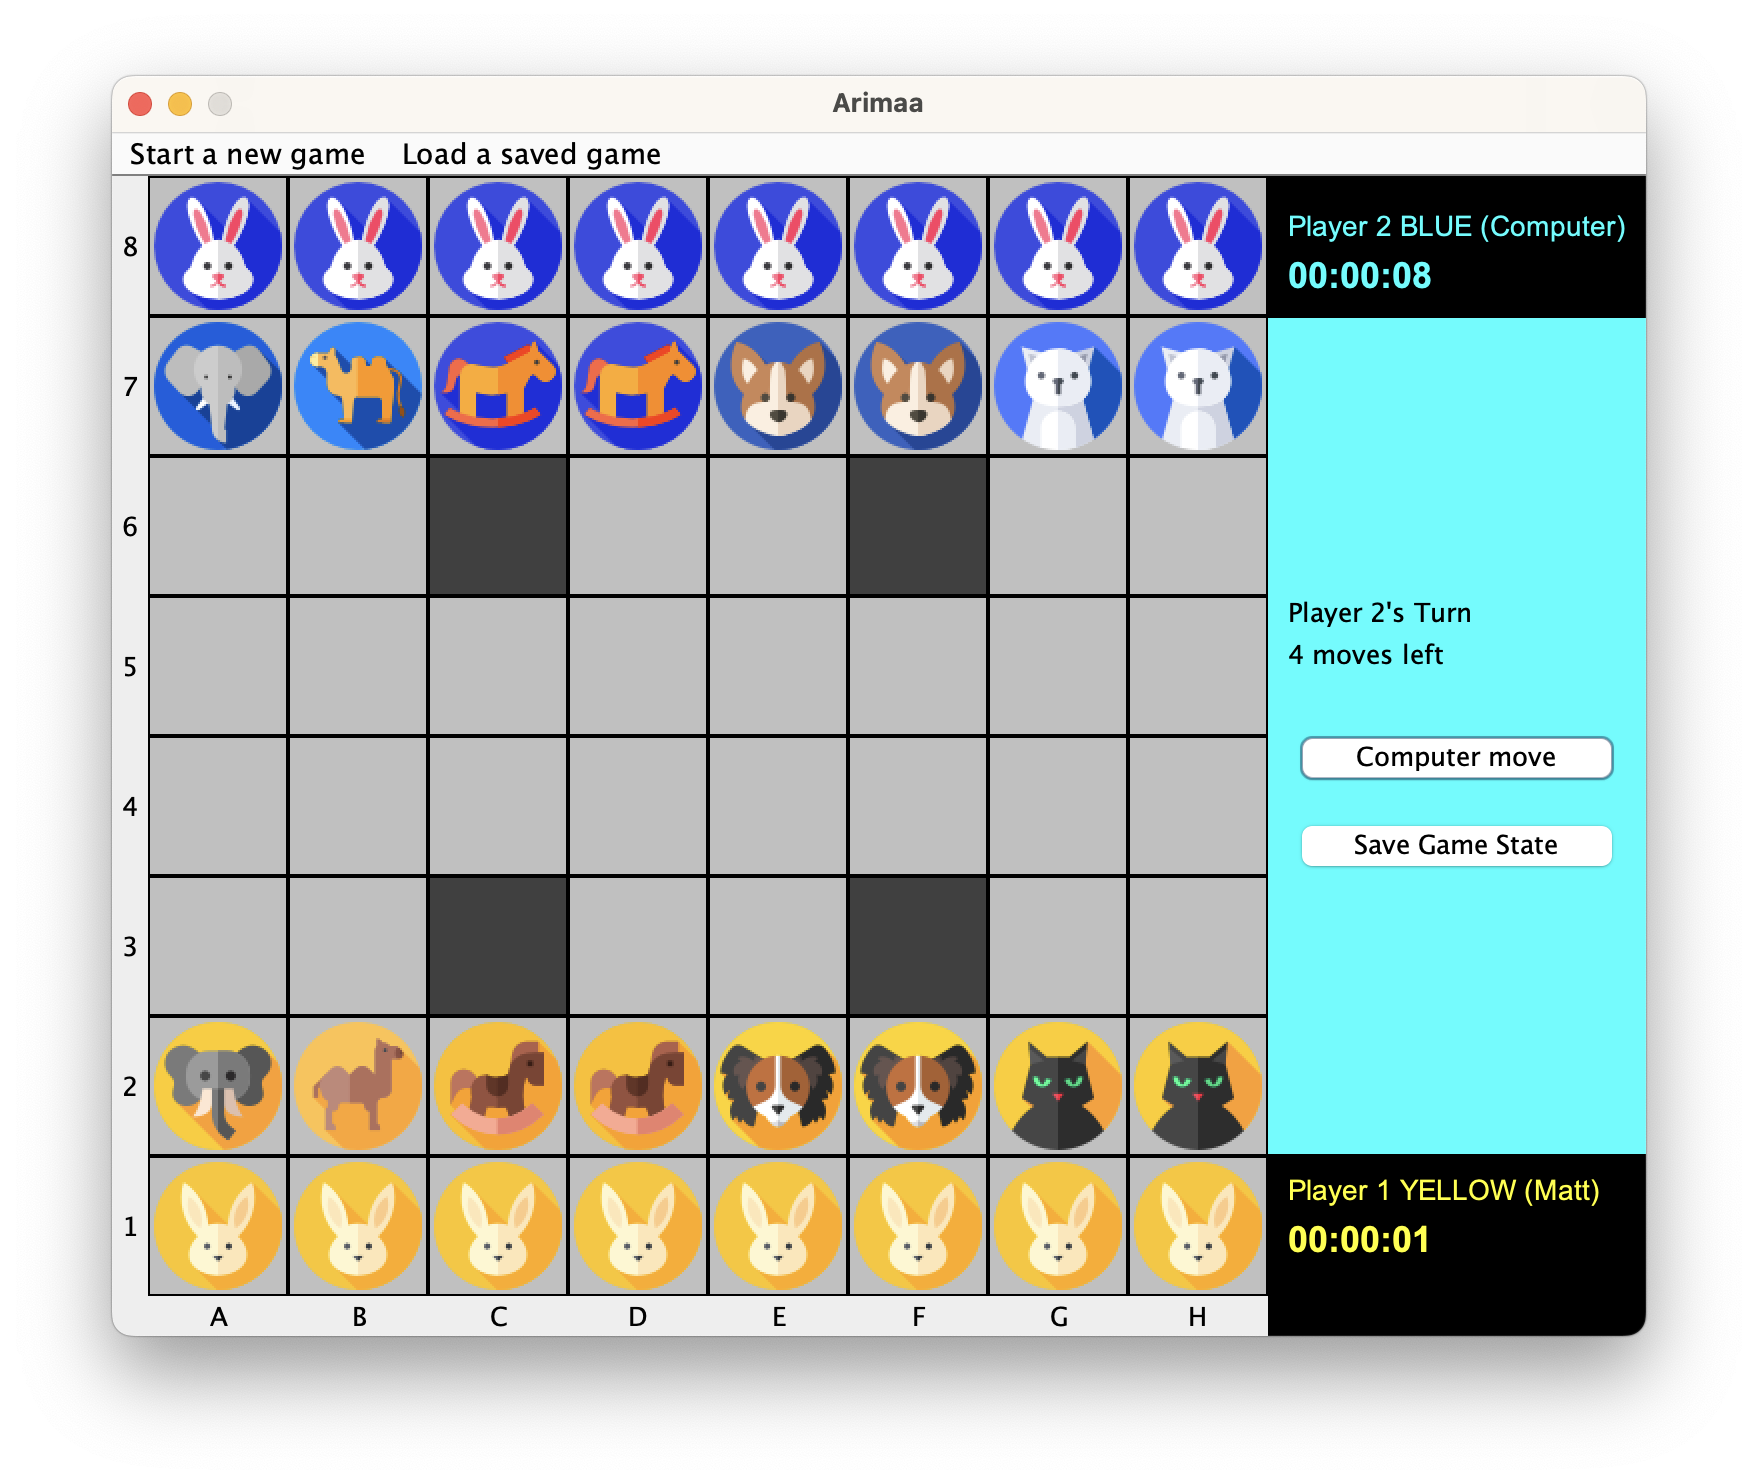 Arimaa
Start a new game Load a saved game
8
7
6
5
4
3
2
1
A B C D E F G H
Player 2 BLUE (Computer)
00:00:08
Player 2's Turn
4 moves left
Computer move
Save Game State
Player 1 YELLOW (Matt)
00:00:01